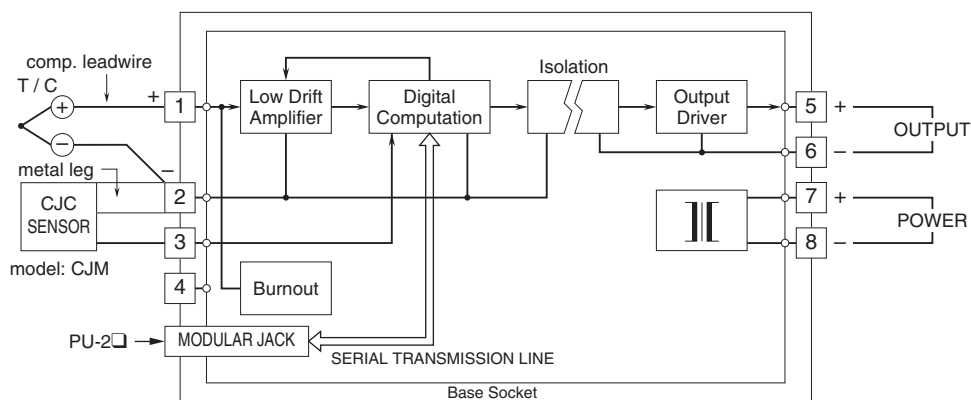 comp. leadwire
T / C
+
−
+
−
1
Low Drift
Amplifier
Digital
Computation
Isolation
Output
Driver
5
+
OUTPUT
6
−
metal leg
CJC
SENSOR
2
3
model: CJM
4
Burnout
7
+
POWER
8
−
PU-2❏
MODULAR JACK
SERIAL TRANSMISSION LINE
Base Socket